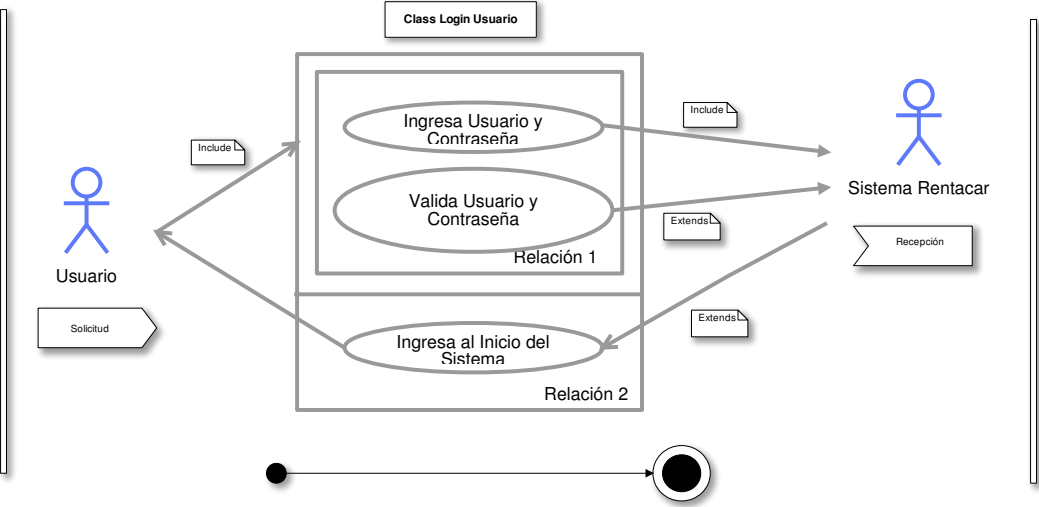 Class Login Usuario
Ingresa Usuario y
Contraseña
Include
Include
Valida Usuario y
Contraseña
Sistema Rentacar
Extends
Recepción
Relación 1
Usuario
Solicitud
Extends
Ingresa al Inicio del
Sistema
Relación 2